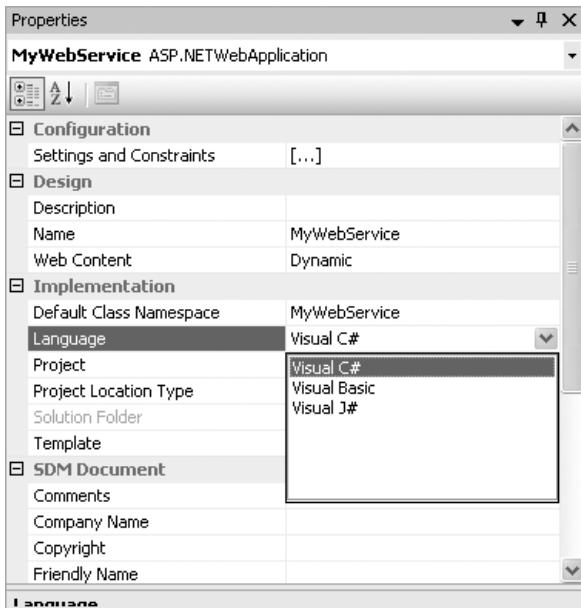 Properties
MyWebService ASP.NETWebApplication
Configuration
Settings and Constraints [...]
Design
Description
Name MyWebService
Web Content Dynamic
Implementation
Default Class Namespace MyWebService
Language Visual C#
Project Visual C#
Project Location Type Visual Basic
Solution Folder Visual J#
Template
SDM Document
Comments
Company Name
Copyright
Friendly Name
Language